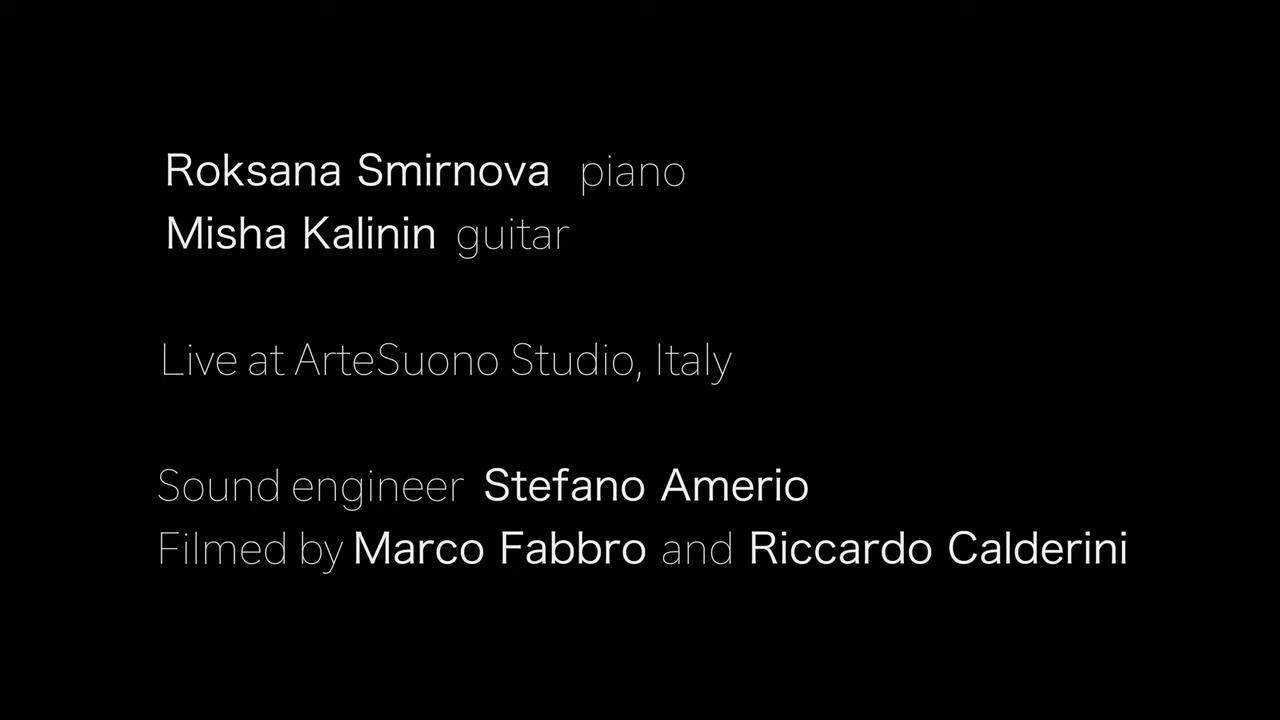 Roksana Smirnova piano
Misha Kalinin guitar
Live at ArteSuono Studio, Italy
Sound engineer Stefano Amerio
Filmed by Marco Fabbro and Riccardo Calderini